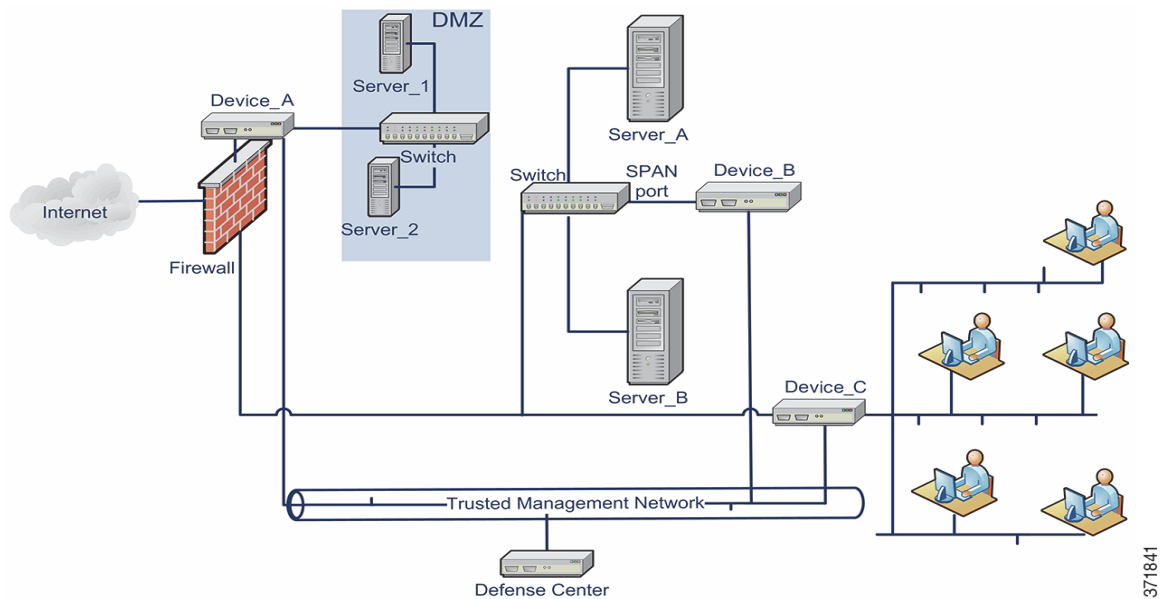 DMZ
Server_1
Device_A
Switch
Server_2
Internet
Firewall
Server_A
Switch
SPAN
port
Device_B
Server_B
Device_C
Trusted Management Network
Defense Center
371841